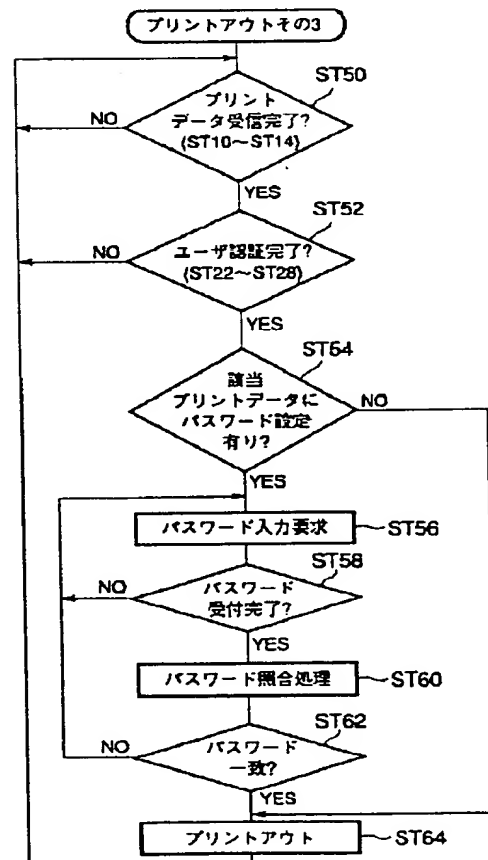 プリントアウトその3
ST50
プリント
データ受信完了?
(ST10~ST14)
NO
YES
ST52
ユーザ認証完了?
(ST22~ST28)
NO
YES
ST54
該当
プリントデータに
パスワード設定
有り?
NO
YES
パスワード入力要求
ST56
ST58
パスワード
受付完了?
NO
YES
パスワード照合処理
ST60
ST62
パスワード
一致?
NO
YES
プリントアウト
ST64